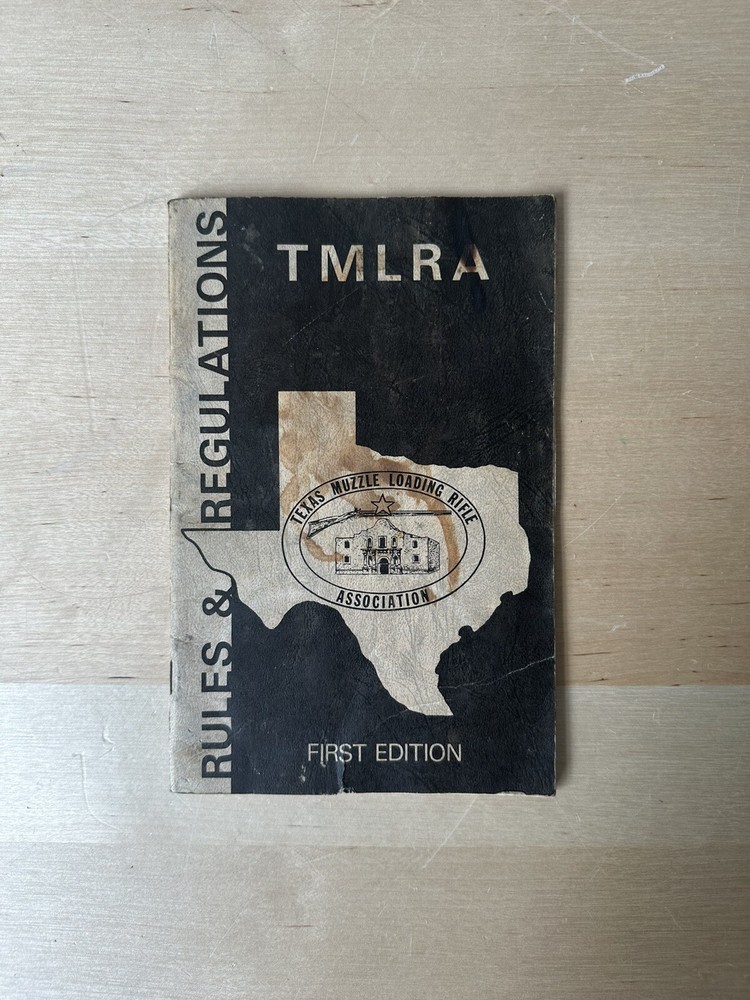 TMLRA
RULES & REGULATIONS
TEXAS MUZZLE LOADING RIFLE
ASSOCIATION
FIRST EDITION